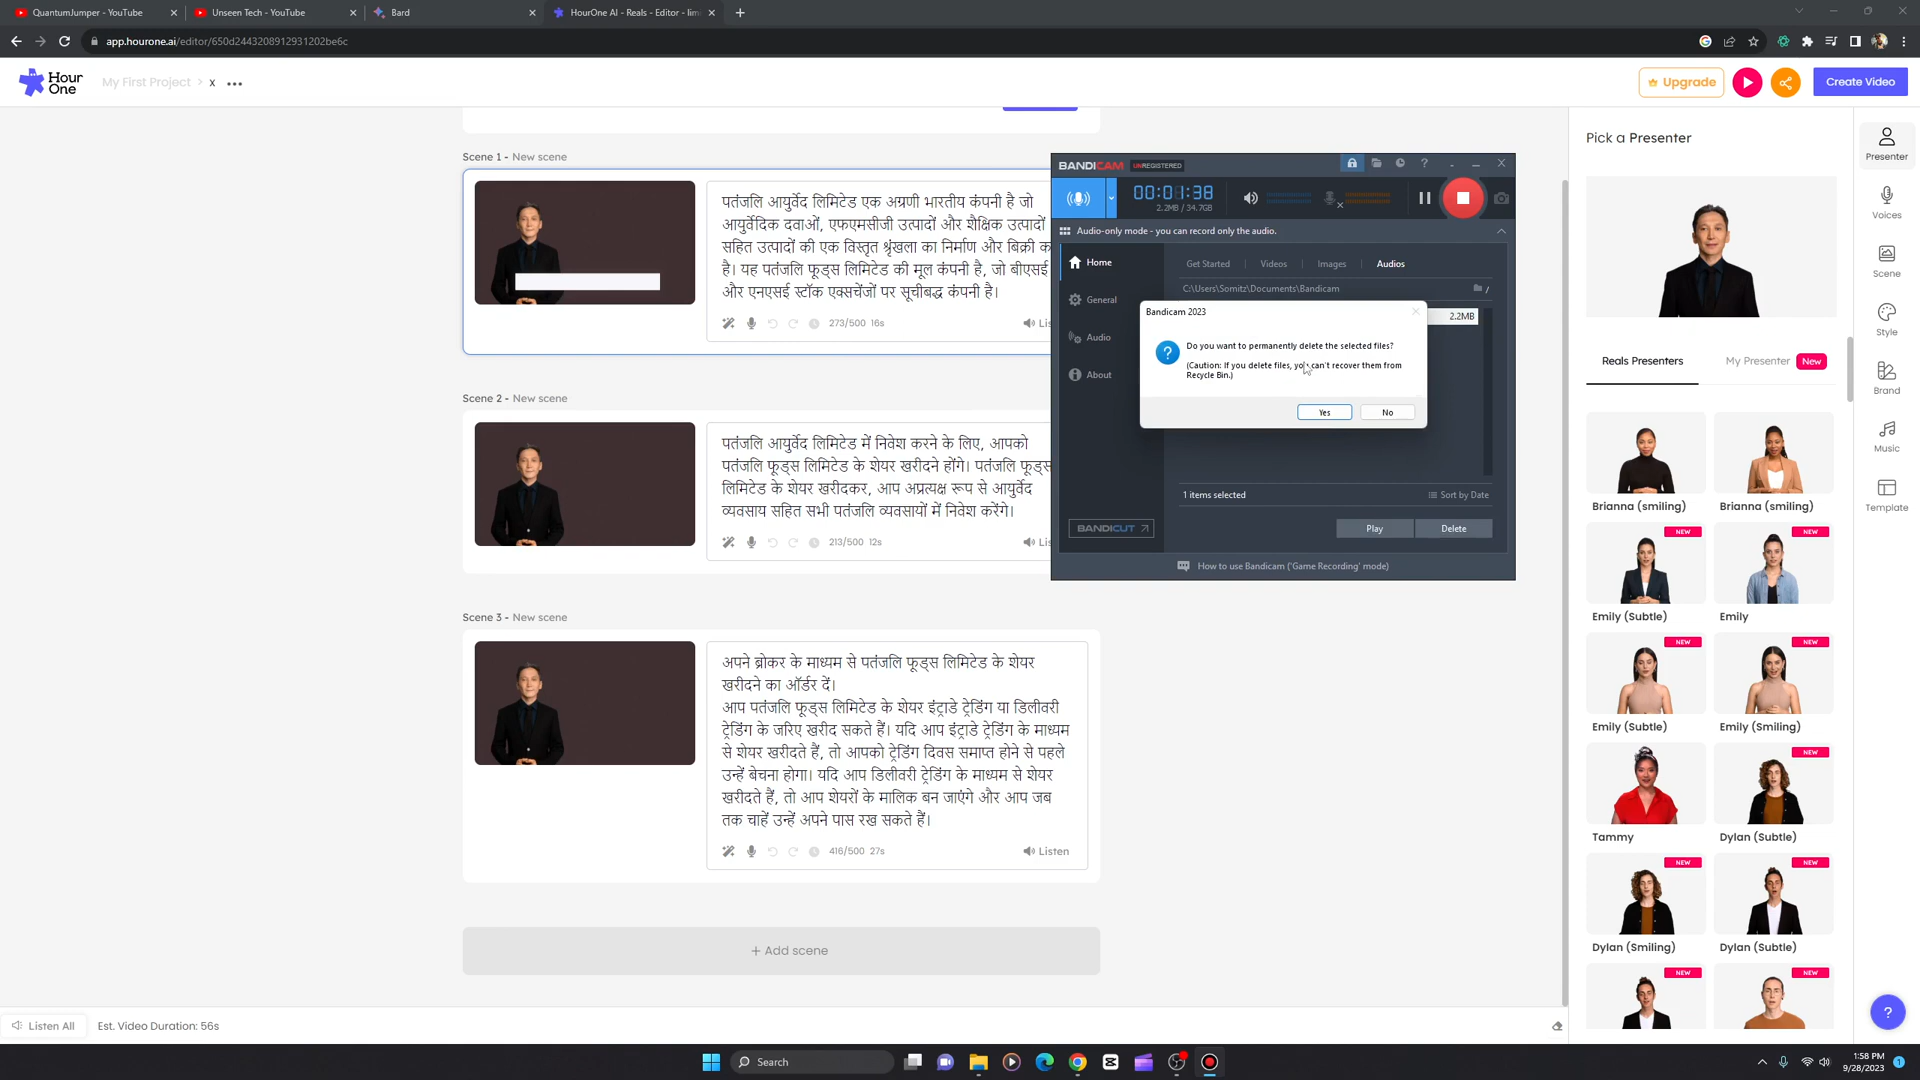 QuantumJumper - YouTube
Unseen Tech - YouTube
Bard
HourOne AI - Reals - Editor - lim
app.hourone.ai/editor/650d2443208912931202be6c
Hour One
My First Project > x
Upgrade
Create Video
Scene 1 - New scene
पतंजलि आयुर्वेद लिमिटेड एक अग्रणी भारतीय कंपनी है जो
आयुर्वेदिक दवाओं, एफएमसीजी उत्पादों और शैक्षिक उत्पादों
सहित उत्पादों की एक विस्तृत श्रृंखला का निर्माण और बिक्री क
है। यह पतंजलि फूड्स लिमिटेड की मूल कंपनी है, जो बीएसई
और एनएसई स्टॉक एक्सचेंजों पर सूचीबद्ध कंपनी है।
273/500 16s
Lis
Scene 2 - New scene
पतंजलि आयुर्वेद लिमिटेड में निवेश करने के लिए, आपको
पतंजलि फूड्स लिमिटेड के शेयर खरीदने होंगे। पतंजलि फूड्स
लिमिटेड के शेयर खरीदकर, आप अप्रत्यक्ष रूप से आयुर्वेद
व्यवसाय सहित सभी पतंजलि व्यवसायों में निवेश करेंगे।
213/500 12s
Lis
Scene 3 - New scene
अपने ब्रोकर के माध्यम से पतंजलि फूड्स लिमिटेड के शेयर
खरीदने का ऑर्डर दें।
आप पतंजलि फूड्स लिमिटेड के शेयर इंट्राडे ट्रेडिंग या डिलीवरी
ट्रेडिंग के जरिए खरीद सकते हैं। यदि आप इंट्राडे ट्रेडिंग के माध्यम
से शेयर खरीदते हैं, तो आपको ट्रेडिंग दिवस समाप्त होने से पहले
उन्हें बेचना होगा। यदि आप डिलीवरी ट्रेडिंग के माध्यम से शेयर
खरीदते हैं, तो आप शेयरों के मालिक बन जाएंगे और आप जब
तक चाहें उन्हें अपने पास रख सकते हैं।
416/500 27s
Listen
+ Add scene
Listen All
Est. Video Duration: 56s
BANDICAM UNREGISTERED
00:01:38
2.2MB / 34.7GB
Audio-only mode - you can record only the audio.
Home
General
Audio
About
Get Started
Videos
Images
Audios
C:\Users\Somitz\Documents\Bandicam
2.2MB
Bandicam 2023
Do you want to permanently delete the selected files?
(Caution: If you delete files, you can't recover them from
Recycle Bin.)
Yes
No
1 items selected
Sort by Date
BANDICUT
Play
Delete
How to use Bandicam ('Game Recording' mode)
Pick a Presenter
Reals Presenters
My Presenter New
Brianna (smiling)
Brianna (smiling)
NEW
NEW
Emily (Subtle)
Emily
NEW
NEW
Emily (Subtle)
Emily (Smiling)
NEW
Tammy
Dylan (Subtle)
NEW
NEW
Dylan (Smiling)
Dylan (Subtle)
NEW
NEW
Presenter
Voices
Scene
Style
Brand
Music
Template
?
Search
1:58 PM
9/28/2023
1